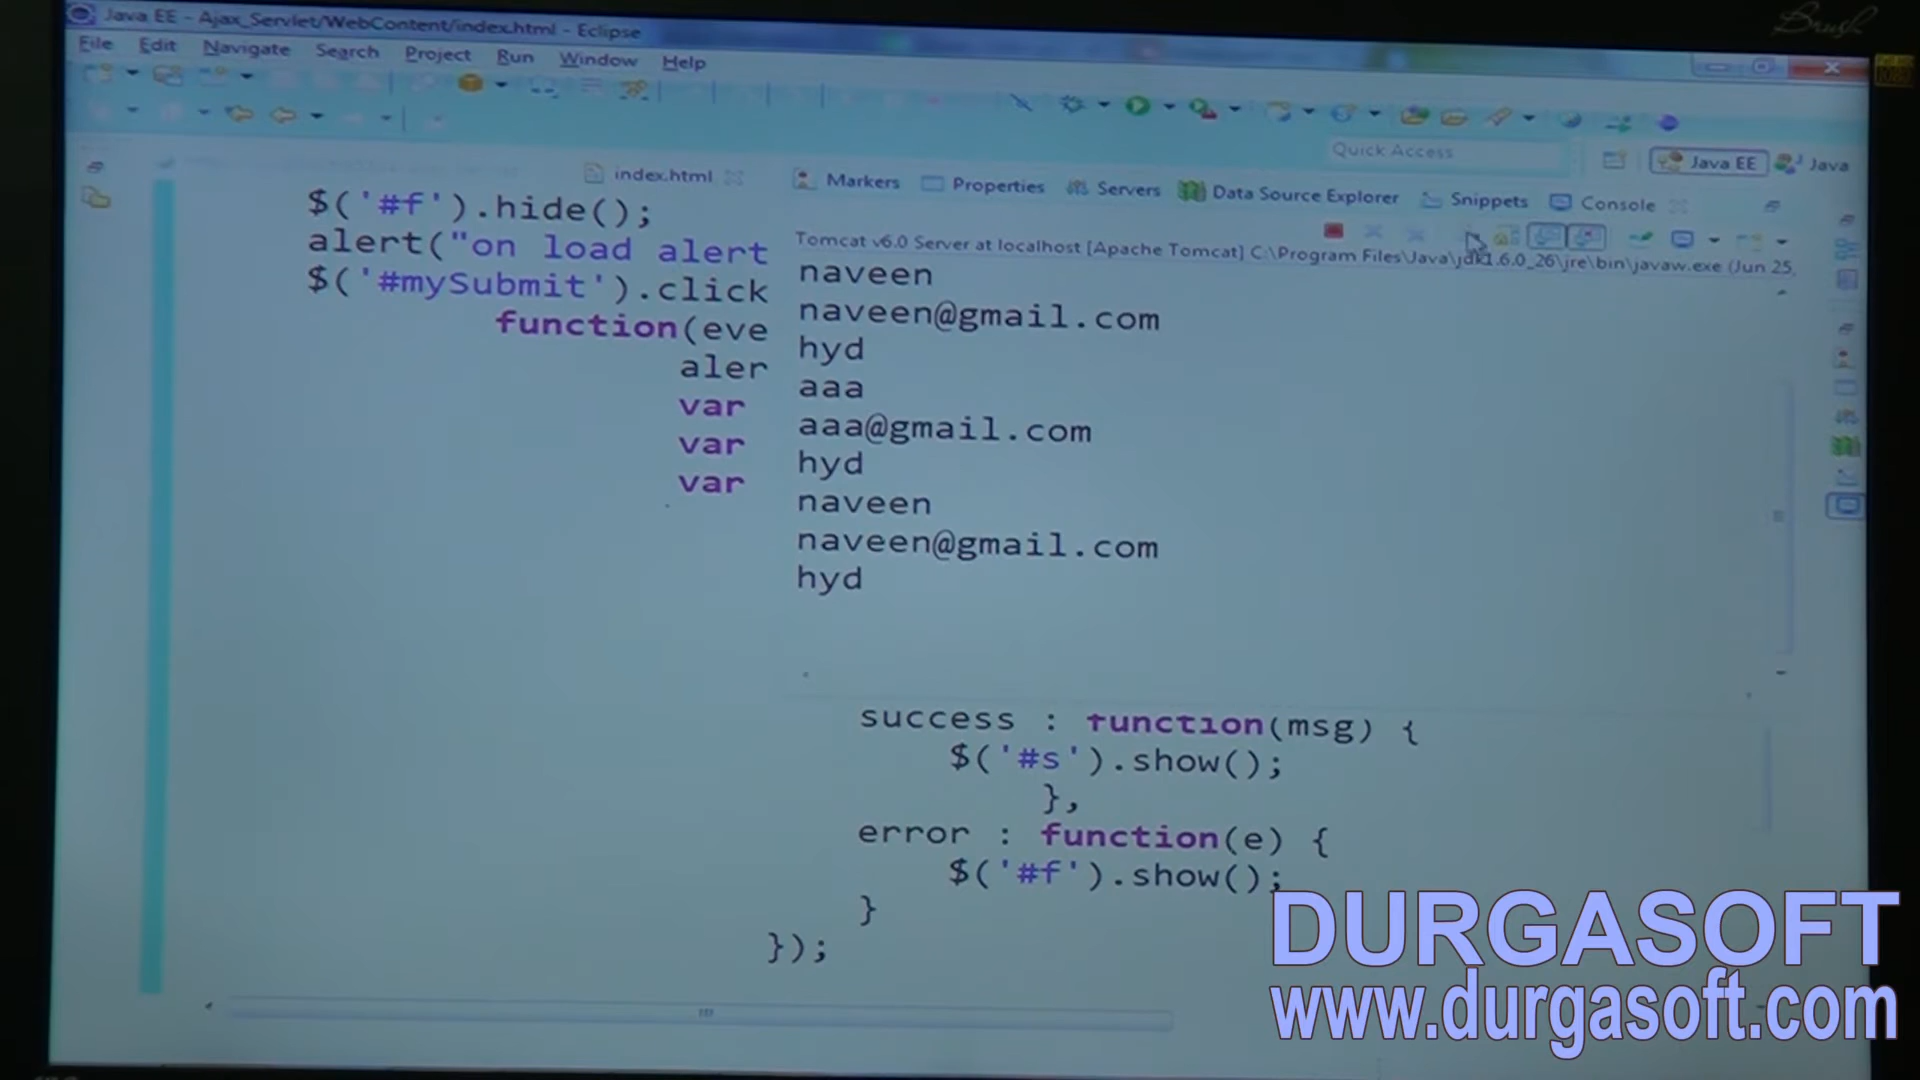 Java EE - Ajax_Servlet/WebContent/index.html - Eclipse
File Edit Navigate Search Project Run Window Help
Quick Access
Java EE
Java
index.html
Markers Properties Servers Data Source Explorer Snippets Console
Tomcat v6.0 Server at localhost [Apache Tomcat] C:\Program Files\Java\jdk1.6.0_26\jre\bin\javaw.exe (Jun 25,
$('#f').hide();
alert("on load alert
$('#mySubmit').click
function(eve
aler
var
var
var
naveen
naveen@gmail.com
hyd
aaa
aaa@gmail.com
hyd
naveen
naveen@gmail.com
hyd
success : function(msg) {
$('#s').show();
},
error : function(e) {
$('#f').show();
}
});
DURGASOFT
www.durgasoft.com